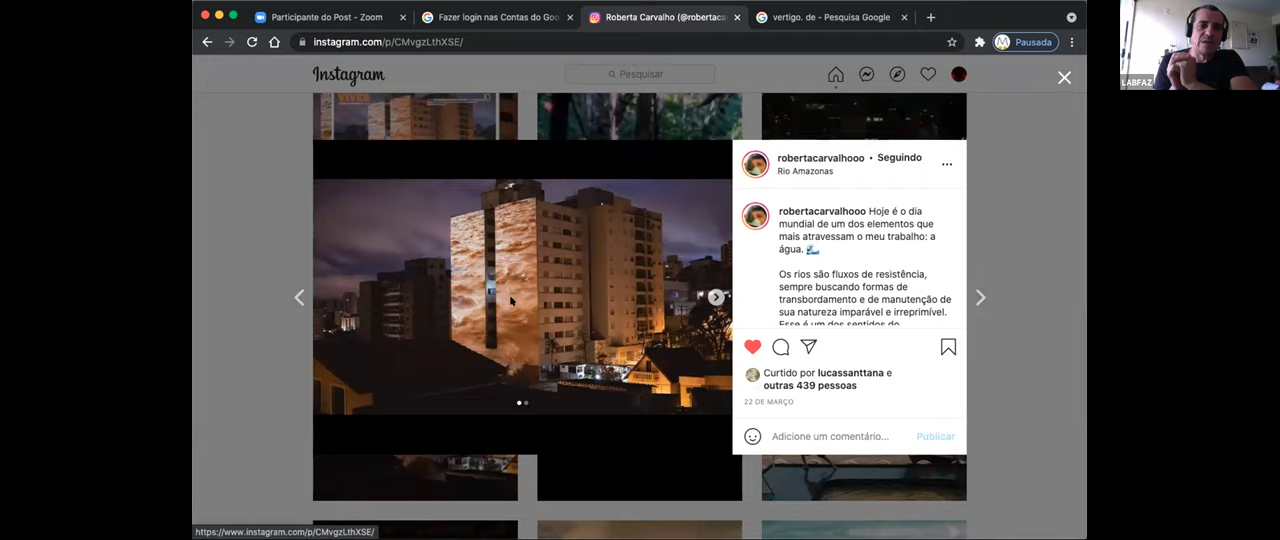 Participante do Post - Zoom
Fazer login nas Contas do Goo
Roberta Carvalho (@robertaca
vertigo. de - Pesquisa Google
instagram.com/p/CMvgzLthXSE/
Pausada
LABFAZ
Instagram
Pesquisar
VIVER
robertacarvalhooo • Seguindo
Rio Amazonas
robertacarvalhooo Hoje é o dia
mundial de um dos elementos que
mais atravessam o meu trabalho: a
água. 🌊
Os rios são fluxos de resistência,
sempre buscando formas de
transbordamento e de manutenção de
sua natureza imparável e irreprimível.
Esse é um dos sentidos do
Curtido por lucassanttana e
outras 439 pessoas
22 DE MARÇO
Adicione um comentário... Publicar
https://www.instagram.com/p/CMvgzLthXSE/